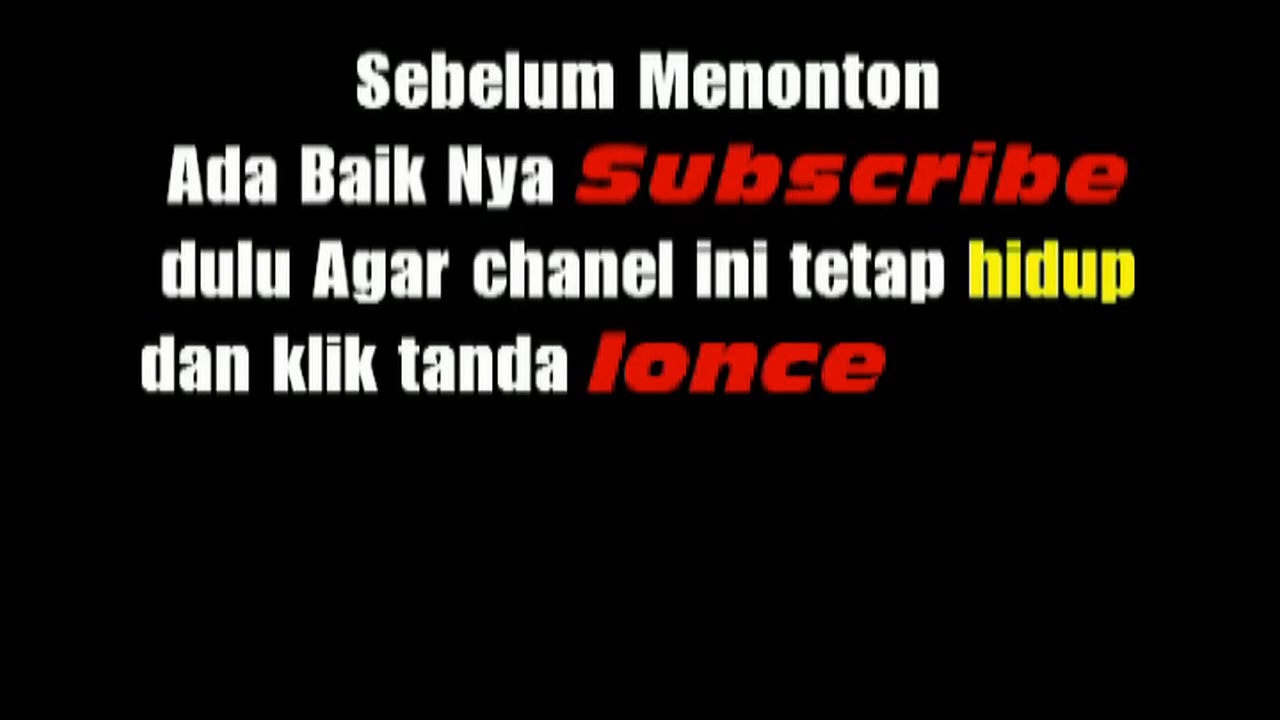 Sebelum Menonton
Ada Baik Nya Subscribe
dulu Agar chanel ini tetap hidup
dan klik tanda lonce